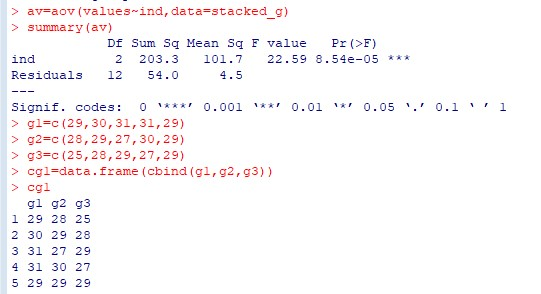 > av=aov(values~ind,data=stacked_g)
> summary(av)
Df Sum Sq Mean Sq F value Pr(>F)
ind 2 203.3 101.7 22.59 8.54e-05 ***
Residuals 12 54.0 4.5
---
Signif. codes: 0 ‘***’ 0.001 ‘**’ 0.01 ‘*’ 0.05 ‘.’ 0.1 ‘ ’ 1
> g1=c(29,30,31,31,29)
> g2=c(28,29,27,30,29)
> g3=c(25,28,29,27,29)
> cg1=data.frame(cbind(g1,g2,g3))
> cg1
g1 g2 g3
1 29 28 25
2 30 29 28
3 31 27 29
4 31 30 27
5 29 29 29